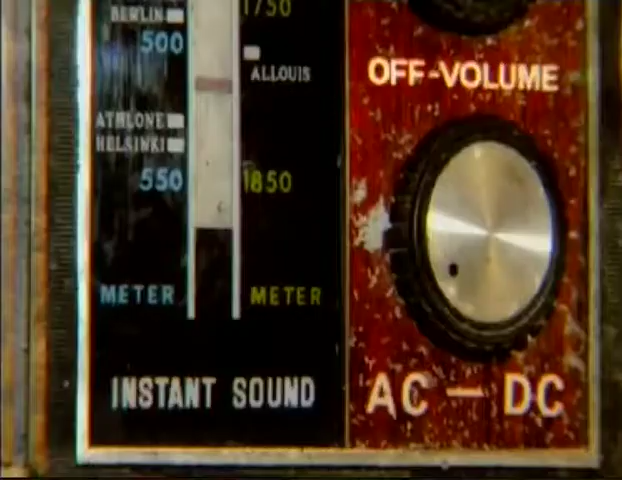 BERLIN
1750
500
ALLOUIS
OFF-VOLUME
ATHLONE
HELSINKI
550
1850
METER
METER
INSTANT SOUND
AC — DC